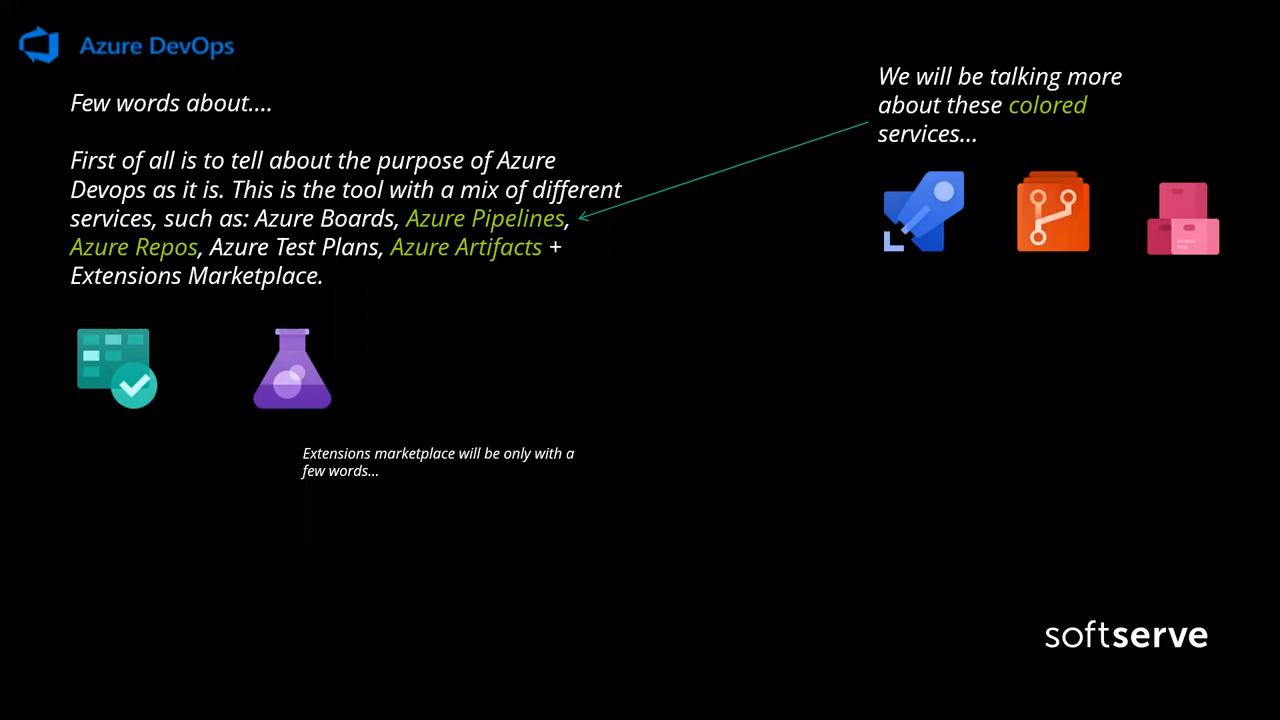 Azure DevOps
Few words about....
First of all is to tell about the purpose of Azure
Devops as it is. This is the tool with a mix of different
services, such as: Azure Boards, Azure Pipelines,
Azure Repos, Azure Test Plans, Azure Artifacts +
Extensions Marketplace.
We will be talking more
about these colored
services...
Extensions marketplace will be only with a
few words...
softserve